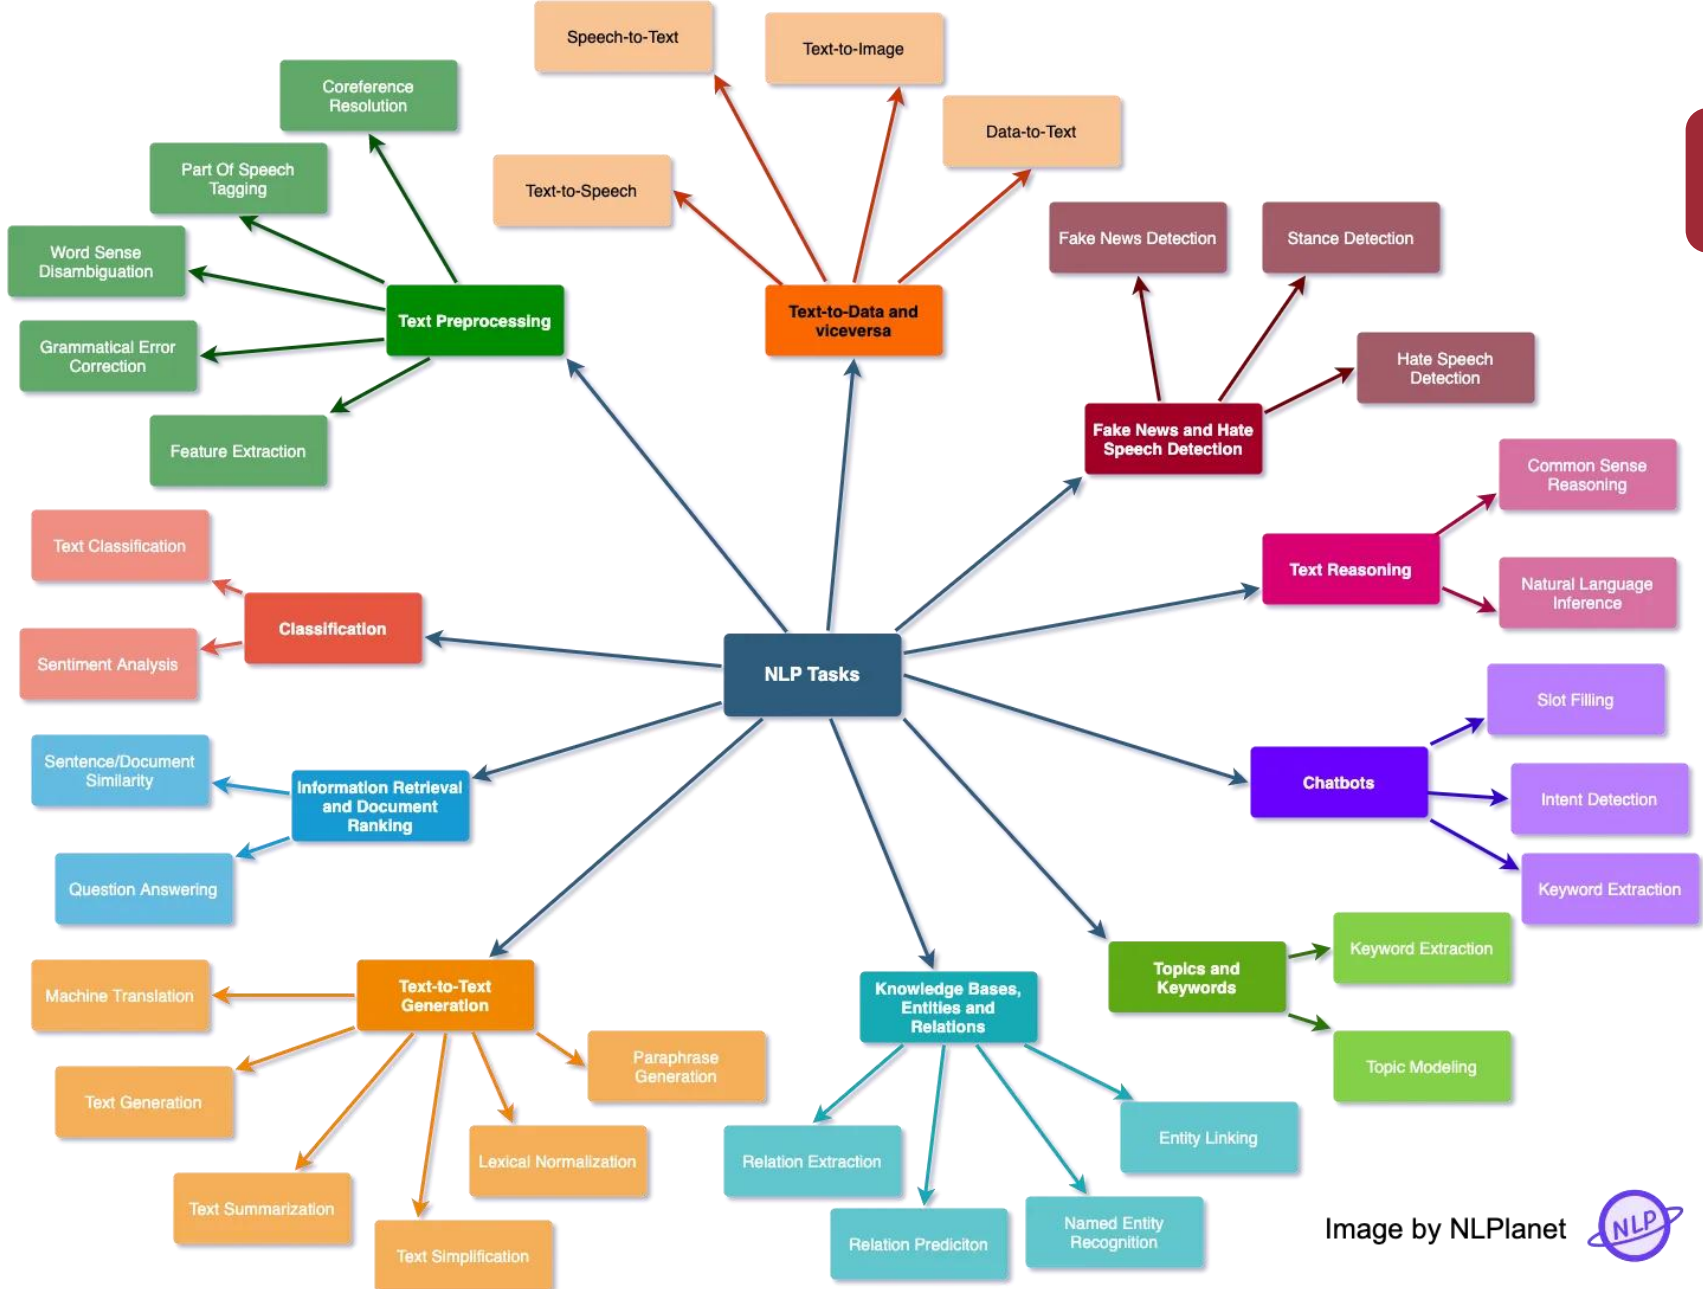 Speech-to-Text
Text-to-Image
Coreference
Resolution
Data-to-Text
Part Of Speech
Tagging
Text-to-Speech
Fake News Detection
Stance Detection
Word Sense
Disambiguation
Text Preprocessing
Text-to-Data and
viceversa
Grammatical Error
Correction
Hate Speech
Detection
Feature Extraction
Fake News and Hate
Speech Detection
Common Sense
Reasoning
Text Classification
Text Reasoning
Natural Language
Inference
Classification
Sentiment Analysis
NLP Tasks
Slot Filling
Sentence/Document
Similarity
Information Retrieval
and Document
Ranking
Chatbots
Intent Detection
Question Answering
Keyword Extraction
Keyword Extraction
Machine Translation
Text-to-Text
Generation
Knowledge Bases,
Entities and
Relations
Topics and
Keywords
Paraphrase
Generation
Topic Modeling
Text Generation
Lexical Normalization
Relation Extraction
Entity Linking
Text Summarization
Text Simplification
Relation Prediciton
Named Entity
Recognition
Image by NLPlanet
NLP